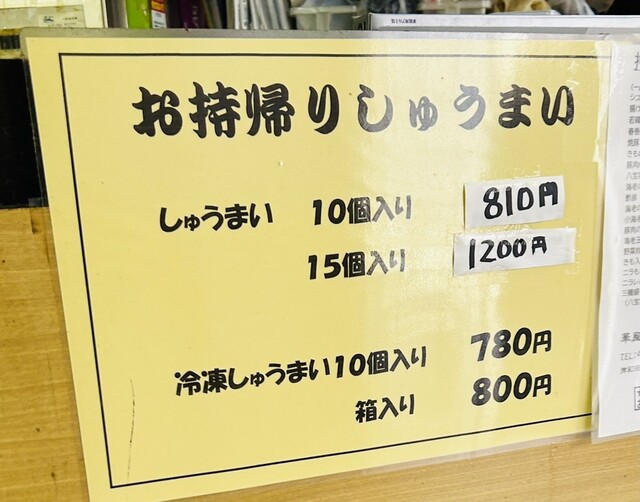 お持帰りしゅうまい
しゅうまい 10個入り 810円
15個入り 1200円
冷凍しゅうまい10個入り 780円
箱入り 800円